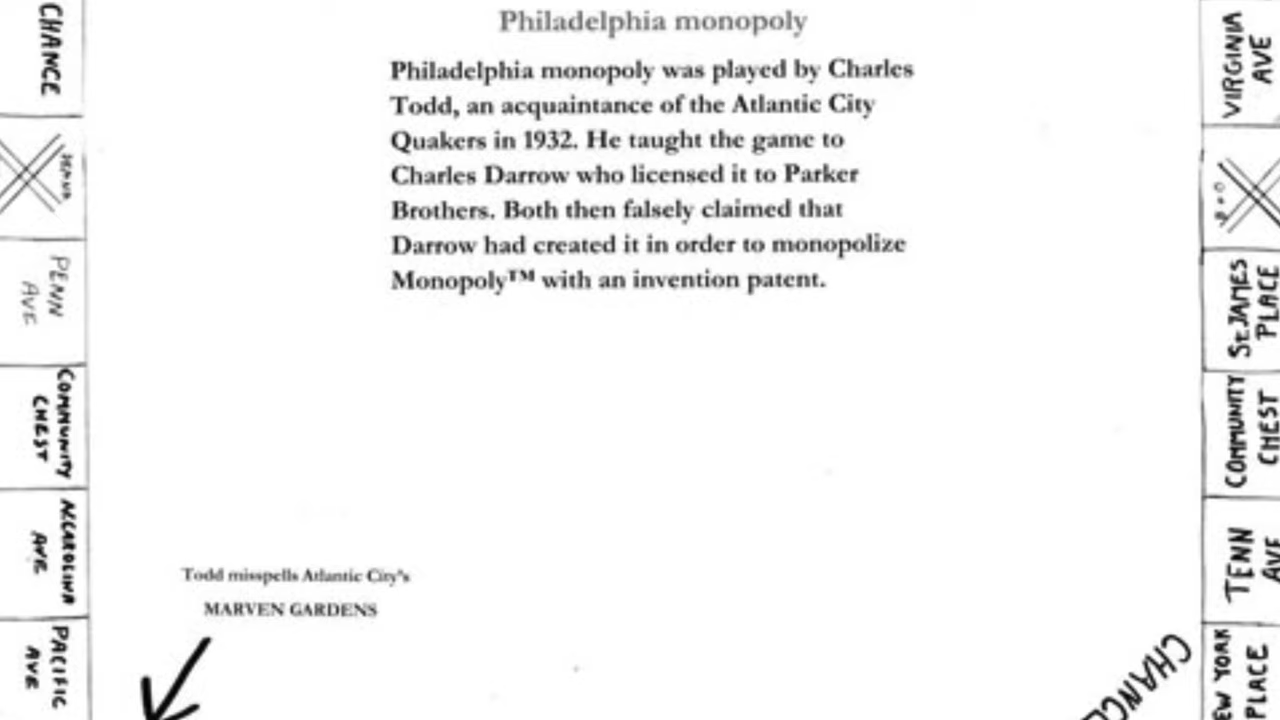 Philadelphia monopoly
Philadelphia monopoly was played by Charles
Todd, an acquaintance of the Atlantic City
Quakers in 1932. He taught the game to
Charles Darrow who licensed it to Parker
Brothers. Both then falsely claimed that
Darrow had created it in order to monopolize
Monopoly™ with an invention patent.
Todd misspells Atlantic City's
MARVEN GARDENS
CHANCE
PENN
AVE
COMMUNITY
CHEST
AVE
PACIFIC
AVE
VIRGINIA
AVE
St. JAMES
PLACE
COMMUNITY
CHEST
TENN
AVE
EW YORK
PLACE
CHANCE